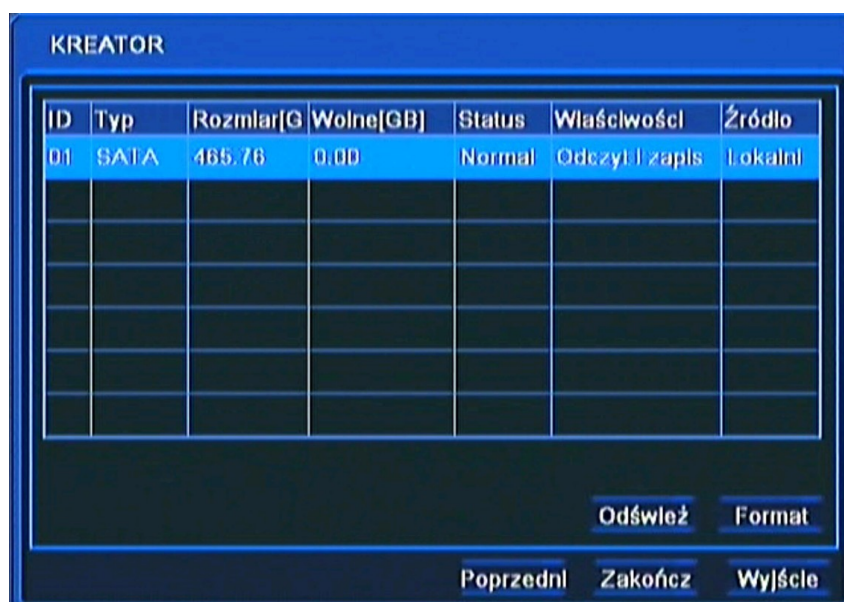 KREATOR
ID Typ Rozmiar[G Wolne[GB] Status Właściwości Źródło
01 SATA 465.76 0.00 Normal Odczyt i zapis Lokalni
Odśwież Format
Poprzedni Zakończ Wyjście